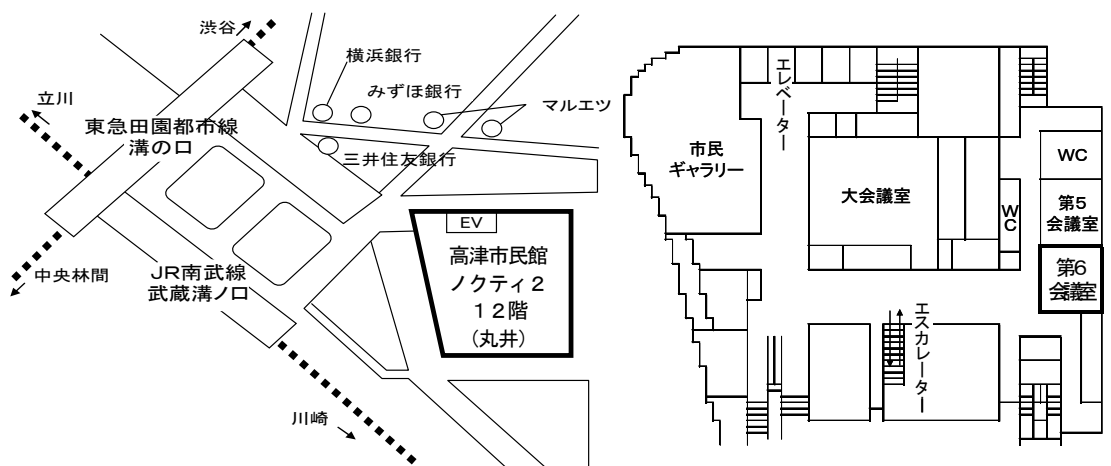 渋谷
横浜銀行
みずほ銀行
マルエツ
立川
東急田園都市線
溝の口
三井住友銀行
EV
高津市民館
ノクティ2
12階
(丸井)
中央林間
JR南武線
武蔵溝ノ口
川崎
エレベーター
市民
ギャラリー
大会議室
WC
WC
第5
会議室
第6
会議室
エスカレーター